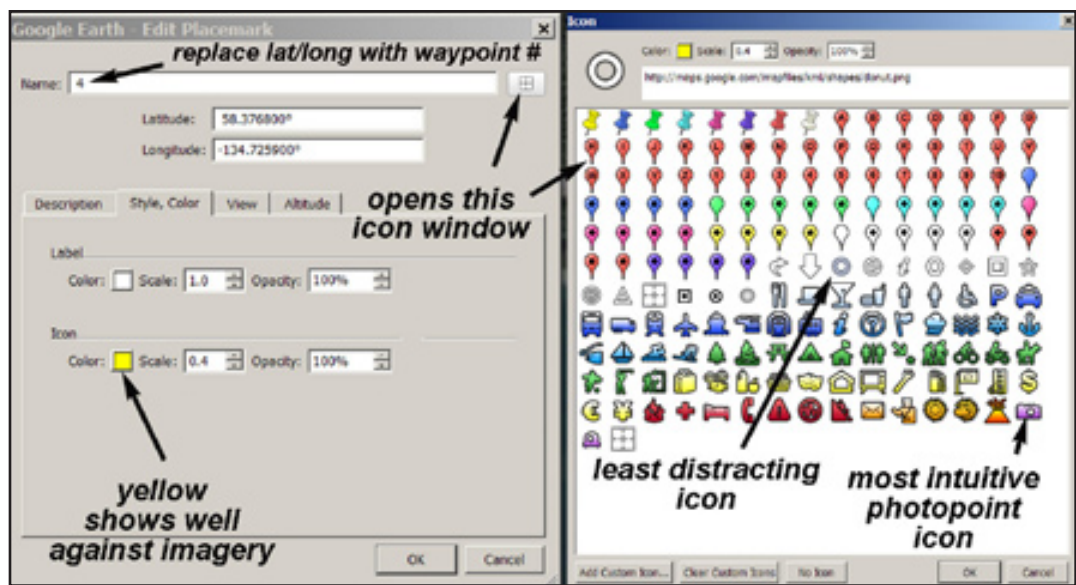 Google Earth - Edit Placemark
replace lat/long with waypoint #
Name: 4
Latitude: 58.376800°
Longitude: -134.725900°
opens this
icon window
Description Style, Color View Altitude
Label
Color: Scale: 1.0 Opacity: 100%
Icon
Color: Scale: 0.4 Opacity: 100%
yellow
shows well
against imagery
OK Cancel
Icon
Color: Scale: 0.4 Opacity: 100%
http://maps.google.com/mapfiles/kml/shapes/donut.png
least distracting
icon
most intuitive
photopoint
icon
Add Custom Icon... Clear Custom Icons No Icon OK Cancel